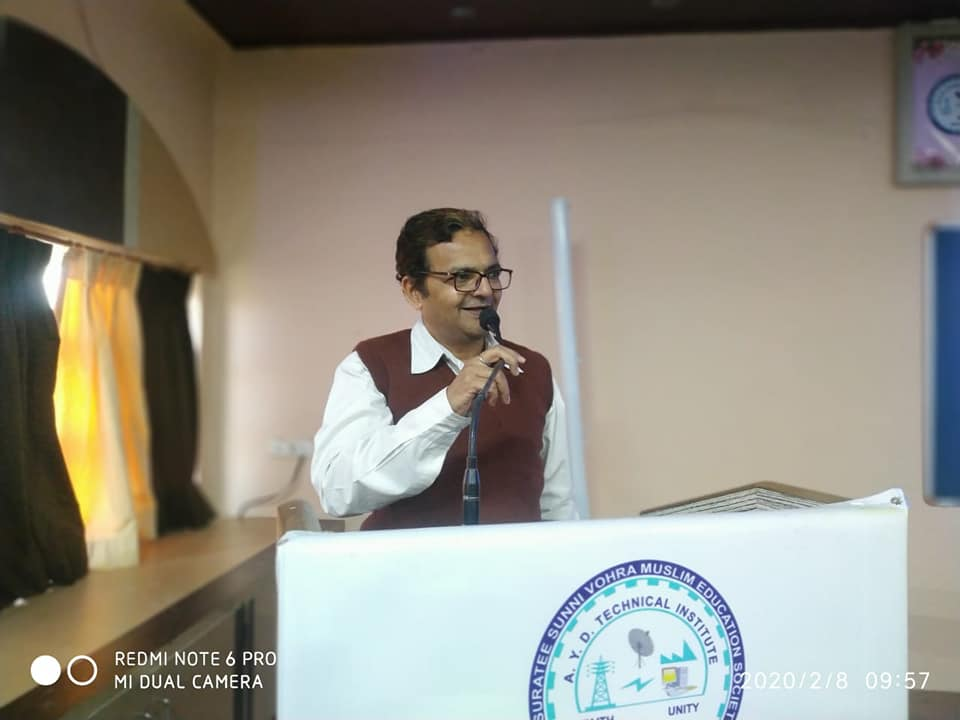 SURATEE SUNNI VOHRA MUSLIM EDUCATION SOCIETY
A. Y. D. TECHNICAL INSTITUTE
UNITY
REDMI NOTE 6 PRO
MI DUAL CAMERA
2020/2/8 09:57